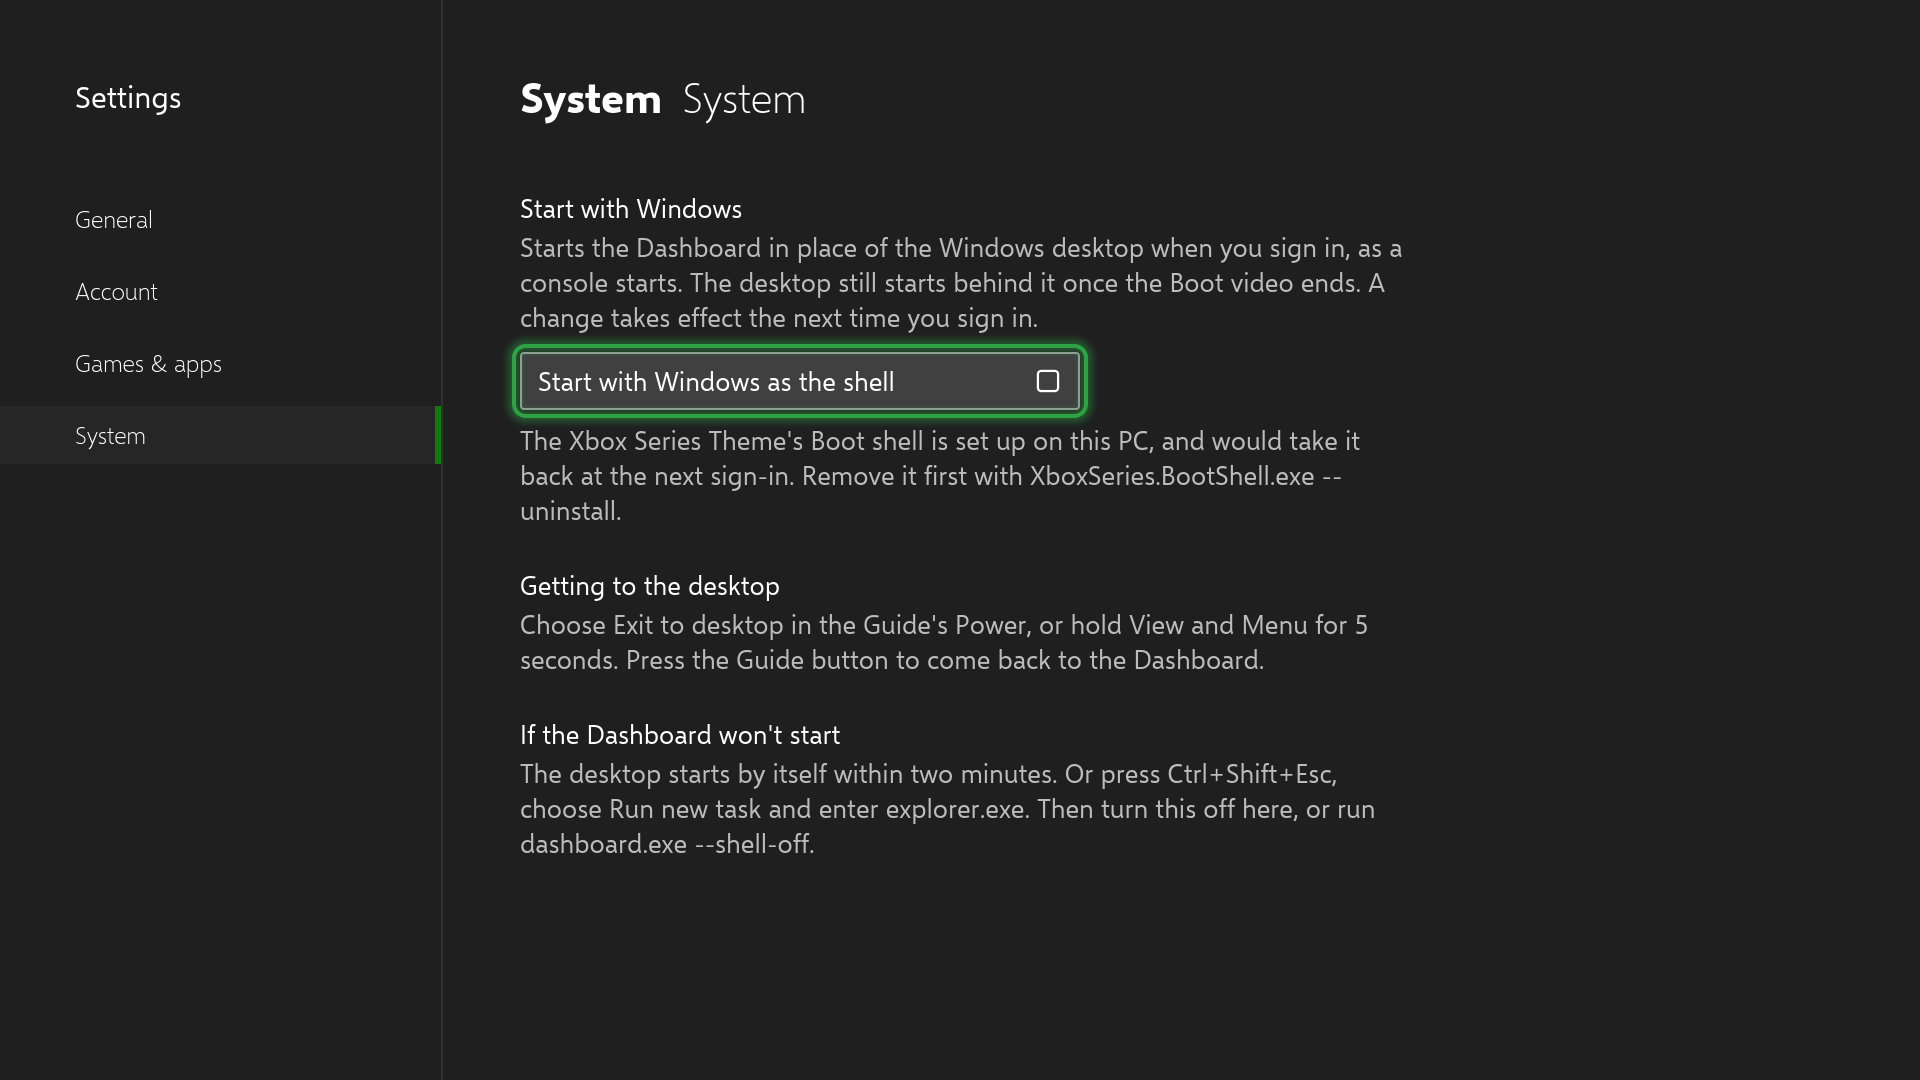 Settings
General
Account
Games & apps
System
System System
Start with Windows
Starts the Dashboard in place of the Windows desktop when you sign in, as a
console starts. The desktop still starts behind it once the Boot video ends. A
change takes effect the next time you sign in.
Start with Windows as the shell
The Xbox Series Theme's Boot shell is set up on this PC, and would take it
back at the next sign-in. Remove it first with XboxSeries.BootShell.exe --
uninstall.
Getting to the desktop
Choose Exit to desktop in the Guide's Power, or hold View and Menu for 5
seconds. Press the Guide button to come back to the Dashboard.
If the Dashboard won't start
The desktop starts by itself within two minutes. Or press Ctrl+Shift+Esc,
choose Run new task and enter explorer.exe. Then turn this off here, or run
dashboard.exe --shell-off.